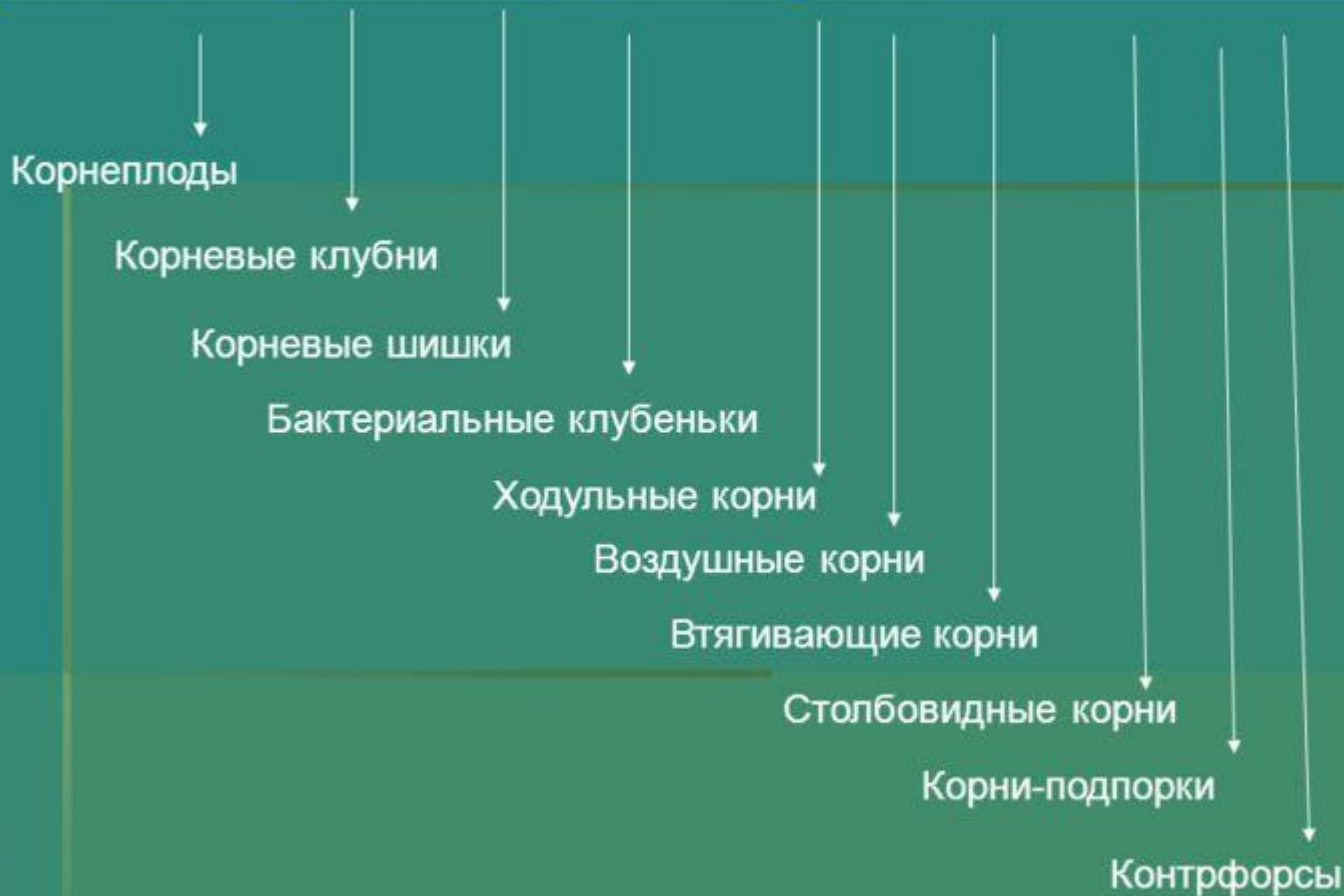 Корнеплоды
Корневые клубни
Корневые шишки
Бактериальные клубеньки
Ходульные корни
Воздушные корни
Втягивающие корни
Столбовидные корни
Корни-подпорки
Контрфорсы